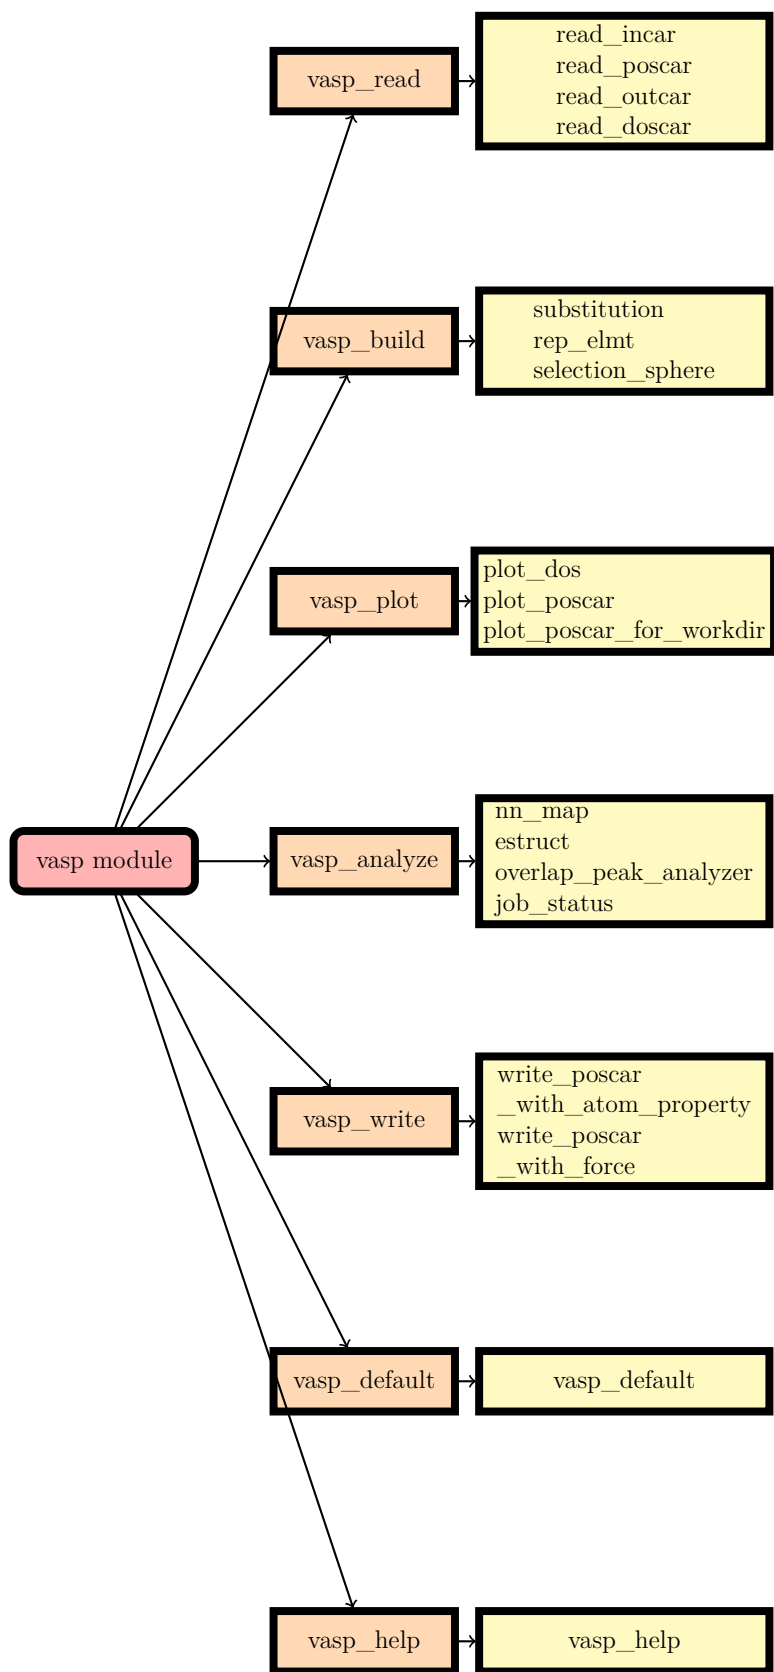 vasp_read
read_incar
read_poscar
read_outcar
read_doscar
vasp_build
substitution
rep_elmt
selection_sphere
vasp_plot
plot_dos
plot_poscar
plot_poscar_for_workdir
vasp module
vasp_analyze
nn_map
estruct
overlap_peak_analyzer
job_status
vasp_write
write_poscar
_with_atom_property
write_poscar
_with_force
vasp_default
vasp_default
vasp_help
vasp_help